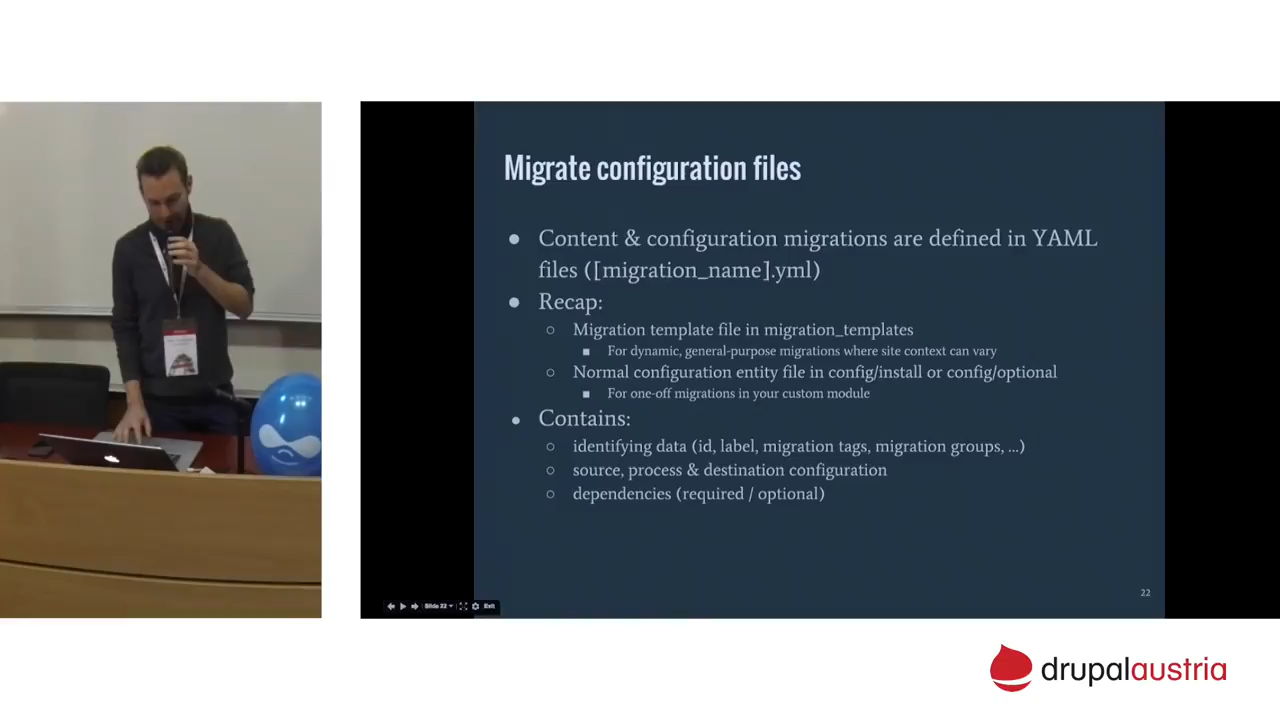 Migrate configuration files
● Content & configuration migrations are defined in YAML
files ([migration_name].yml)
● Recap:
○ Migration template file in migration_templates
■ For dynamic, general-purpose migrations where site context can vary
○ Normal configuration entity file in config/install or config/optional
■ For one-off migrations in your custom module
● Contains:
○ identifying data (id, label, migration tags, migration groups, ...)
○ source, process & destination configuration
○ dependencies (required / optional)
22
Slide 22
Exit
drupalaustria